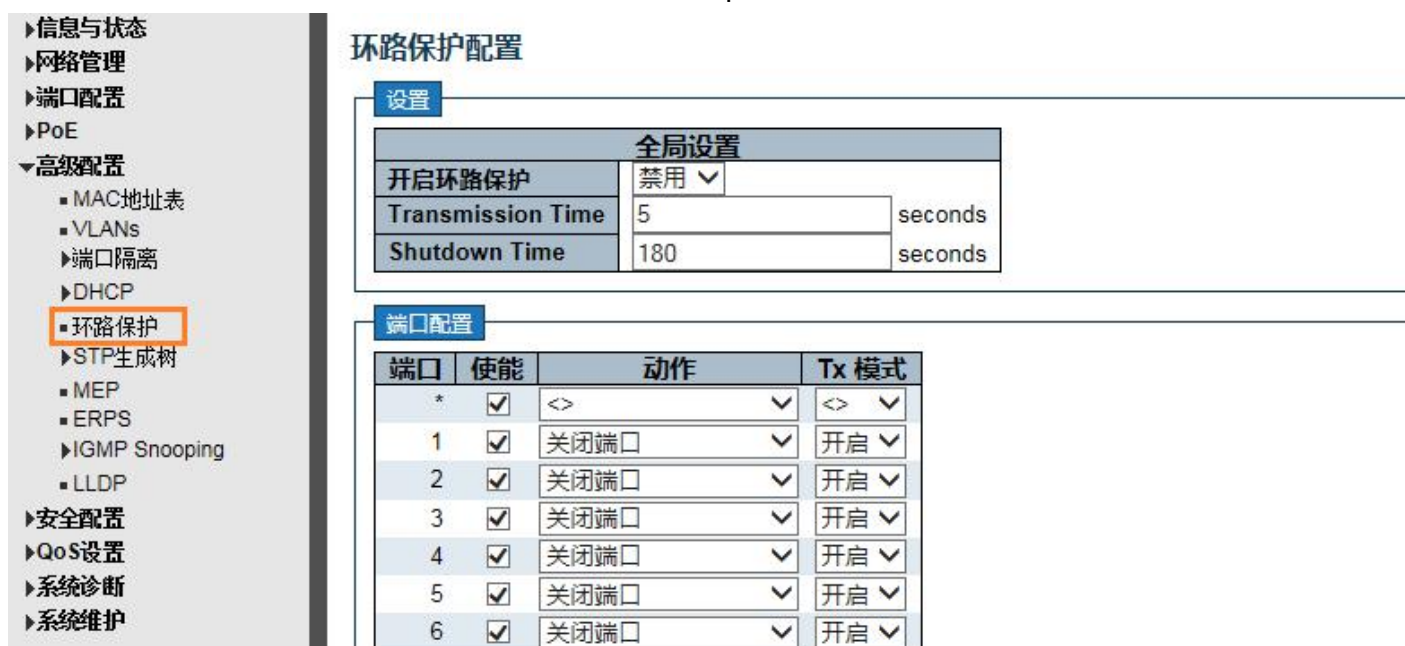 信息与状态
网络管理
端口配置
PoE
高级配置
MAC地址表
VLANs
端口隔离
DHCP
环路保护
STP生成树
MEP
ERPS
IGMP Snooping
LLDP
安全配置
QoS设置
系统诊断
系统维护
环路保护配置
设置
全局设置
开启环路保护 禁用
Transmission Time 5 seconds
Shutdown Time 180 seconds
端口配置
端口 使能 动作 Tx 模式
* <> <>
1 关闭端口 开启
2 关闭端口 开启
3 关闭端口 开启
4 关闭端口 开启
5 关闭端口 开启
6 关闭端口 开启